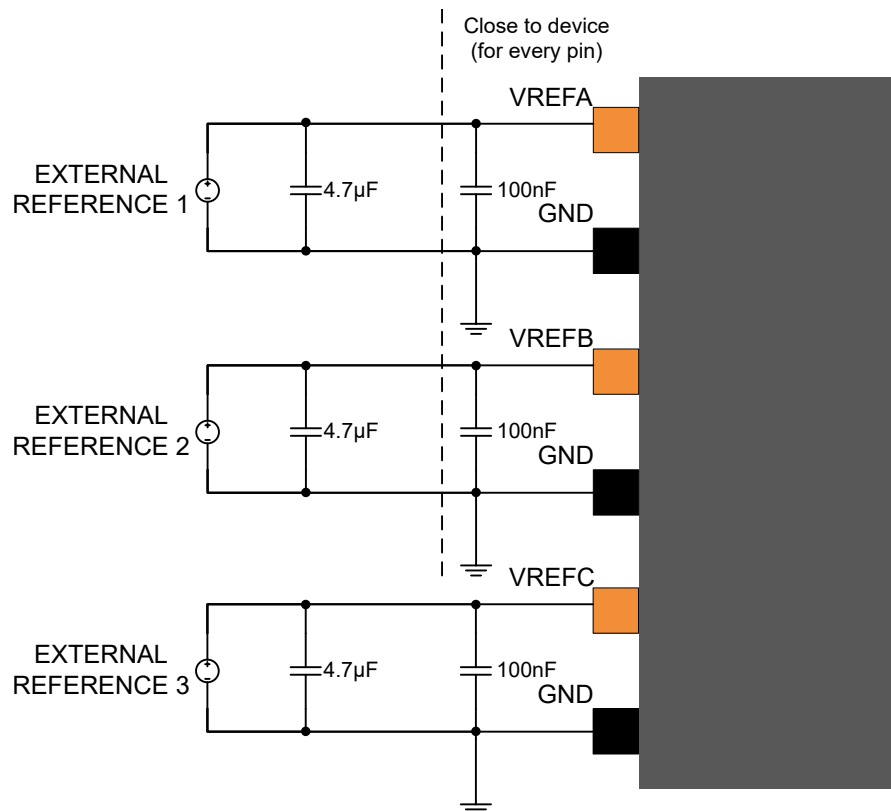 Close to device
(for every pin)
VREFA
EXTERNAL
REFERENCE 1
4.7µF
100nF
GND
VREFB
EXTERNAL
REFERENCE 2
4.7µF
100nF
GND
VREFC
EXTERNAL
REFERENCE 3
4.7µF
100nF
GND